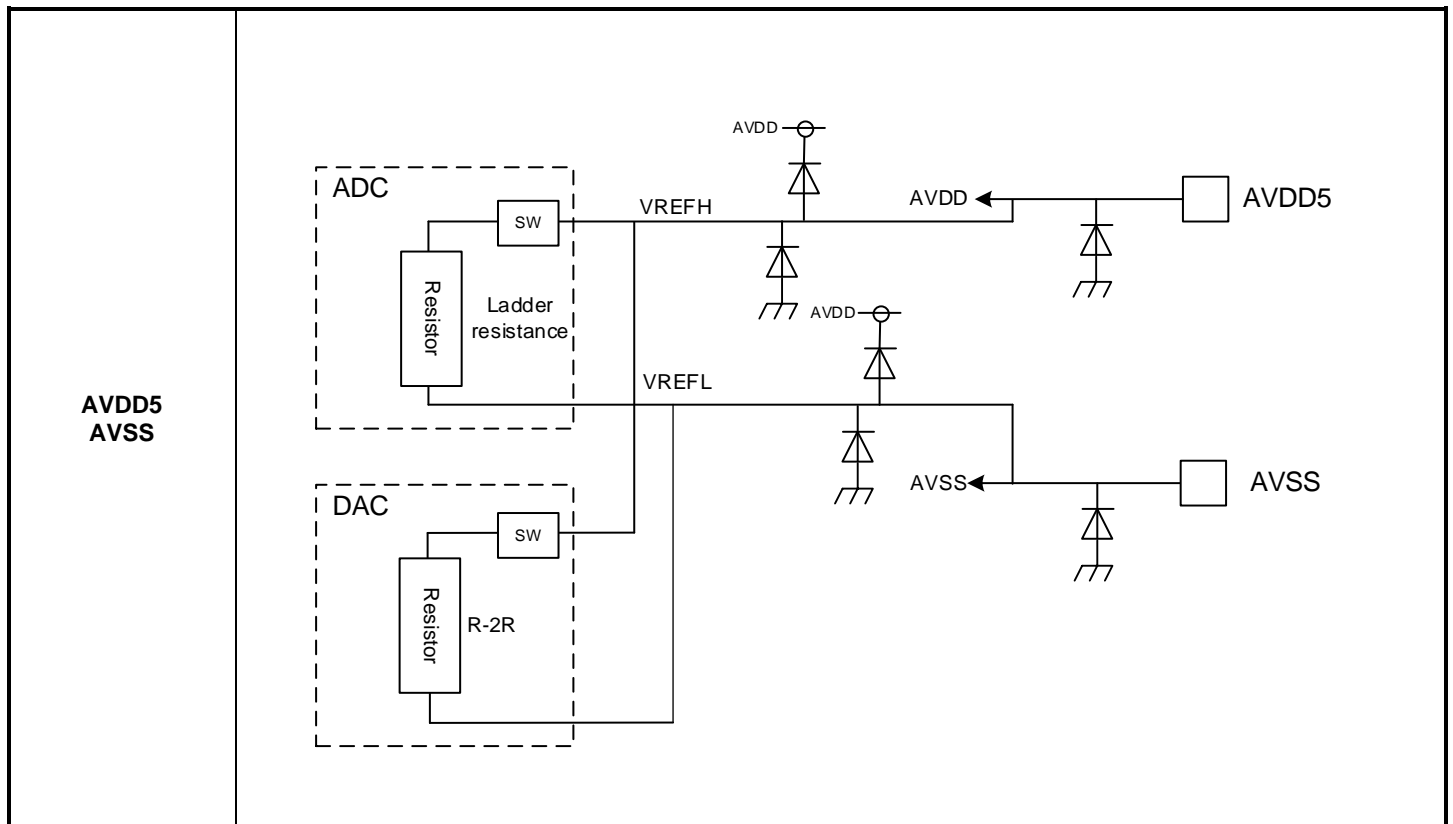 AVDD5
AVSS
AVDD
ADC
SW
VREFH
AVDD
AVDD5
Resistor
Ladder
resistance
AVDD
VREFL
AVSS
AVSS
DAC
SW
Resistor
R-2R